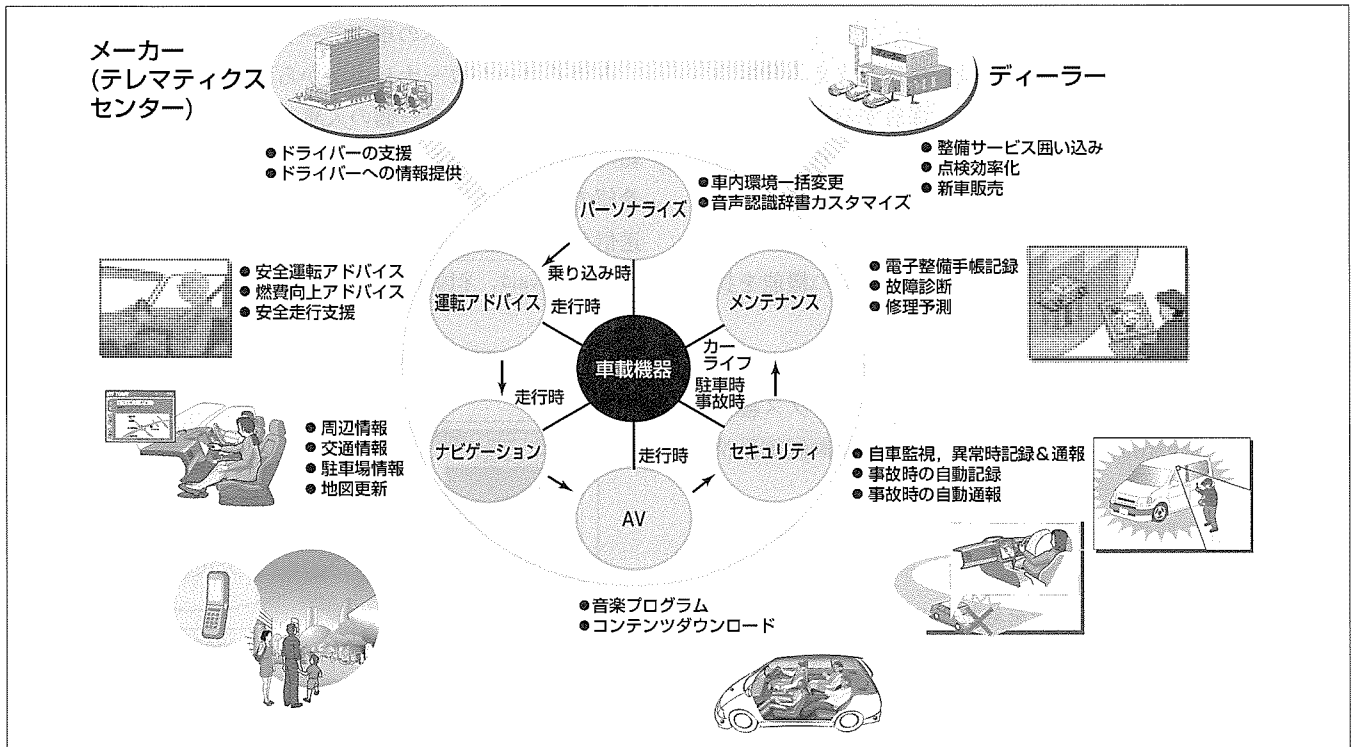 メーカー
(テレマティクス
センター)
ディーラー
● ドライバーの支援
● ドライバーへの情報提供
● 整備サービス囲い込み
● 点検効率化
● 新車販売
パーソナライズ
● 車内環境一括変更
● 音声認識辞書カスタマイズ
● 安全運転アドバイス
● 燃費向上アドバイス
● 安全走行支援
運転アドバイス
乗り込み時
走行時
メンテナンス
● 電子整備手帳記録
● 故障診断
● 修理予測
車載機器
カー
ライフ
駐車時
事故時
走行時
● 周辺情報
● 交通情報
● 駐車場情報
● 地図更新
ナビゲーション
走行時
セキュリティ
● 自車監視，異常時記録＆通報
● 事故時の自動記録
● 事故時の自動通報
AV
● 音楽プログラム
● コンテンツダウンロード